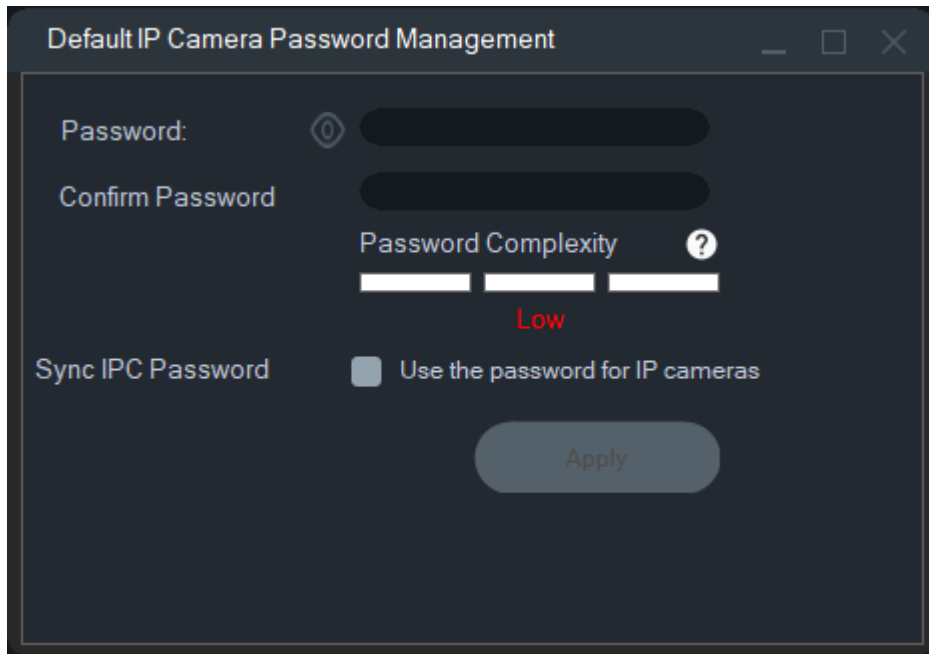 Default IP Camera Password Management
Password:
Confirm Password
Password Complexity ?
Low
Sync IPC Password Use the password for IP cameras
Apply